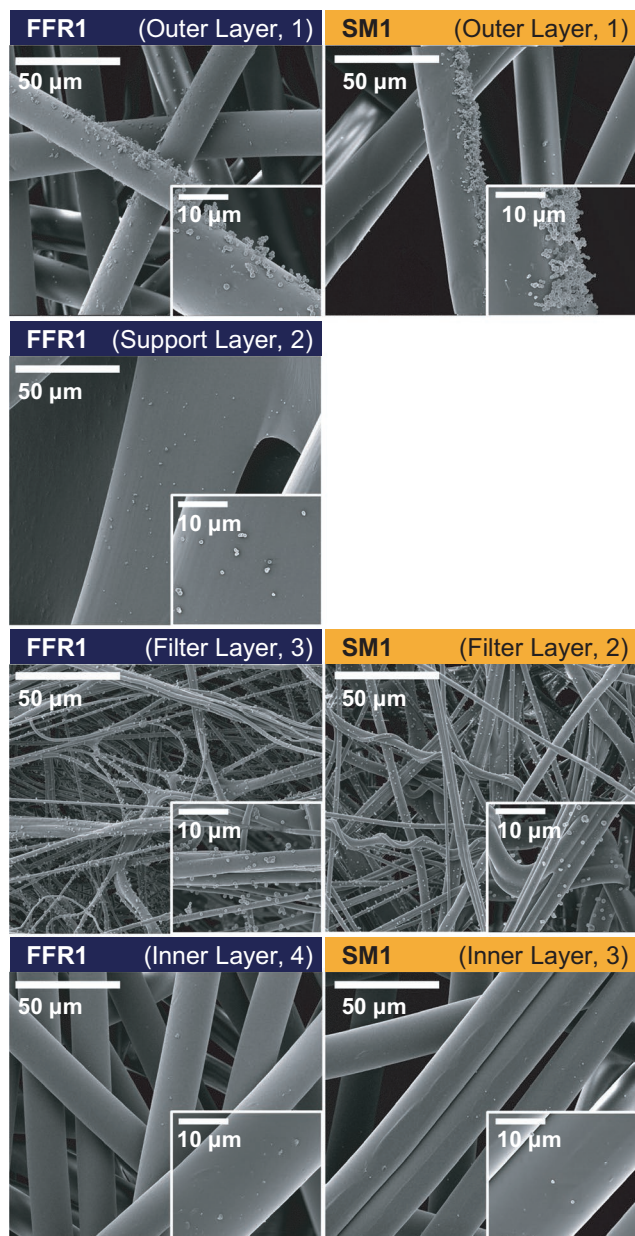 FFR1 (Outer Layer, 1)
50 µm
10 µm
SM1 (Outer Layer, 1)
50 µm
10 µm
FFR1 (Support Layer, 2)
50 µm
10 µm
FFR1 (Filter Layer, 3)
50 µm
10 µm
SM1 (Filter Layer, 2)
50 µm
10 µm
FFR1 (Inner Layer, 4)
50 µm
10 µm
SM1 (Inner Layer, 3)
50 µm
10 µm